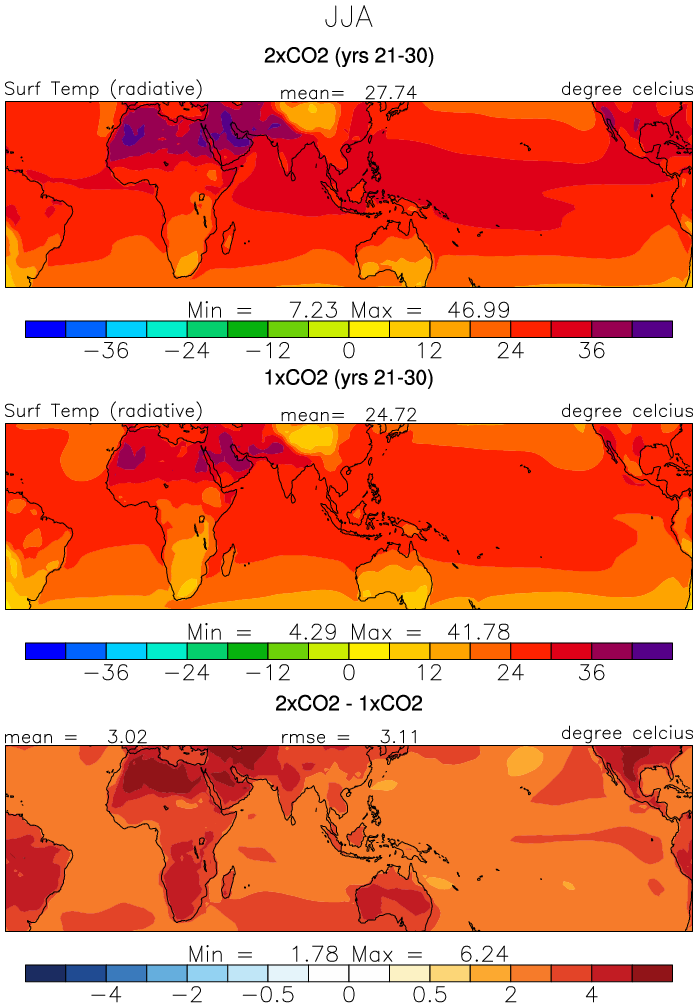 JJA
2xCO2 (yrs 21-30)
Surf Temp (radiative) mean= 27.74 degree celcius
Min = 7.23 Max = 46.99
-36 -24 -12 0 12 24 36
1xCO2 (yrs 21-30)
Surf Temp (radiative) mean= 24.72 degree celcius
Min = 4.29 Max = 41.78
-36 -24 -12 0 12 24 36
2xCO2 - 1xCO2
mean = 3.02 rmse = 3.11 degree celcius
Min = 1.78 Max = 6.24
-4 -2 -0.5 0 0.5 2 4